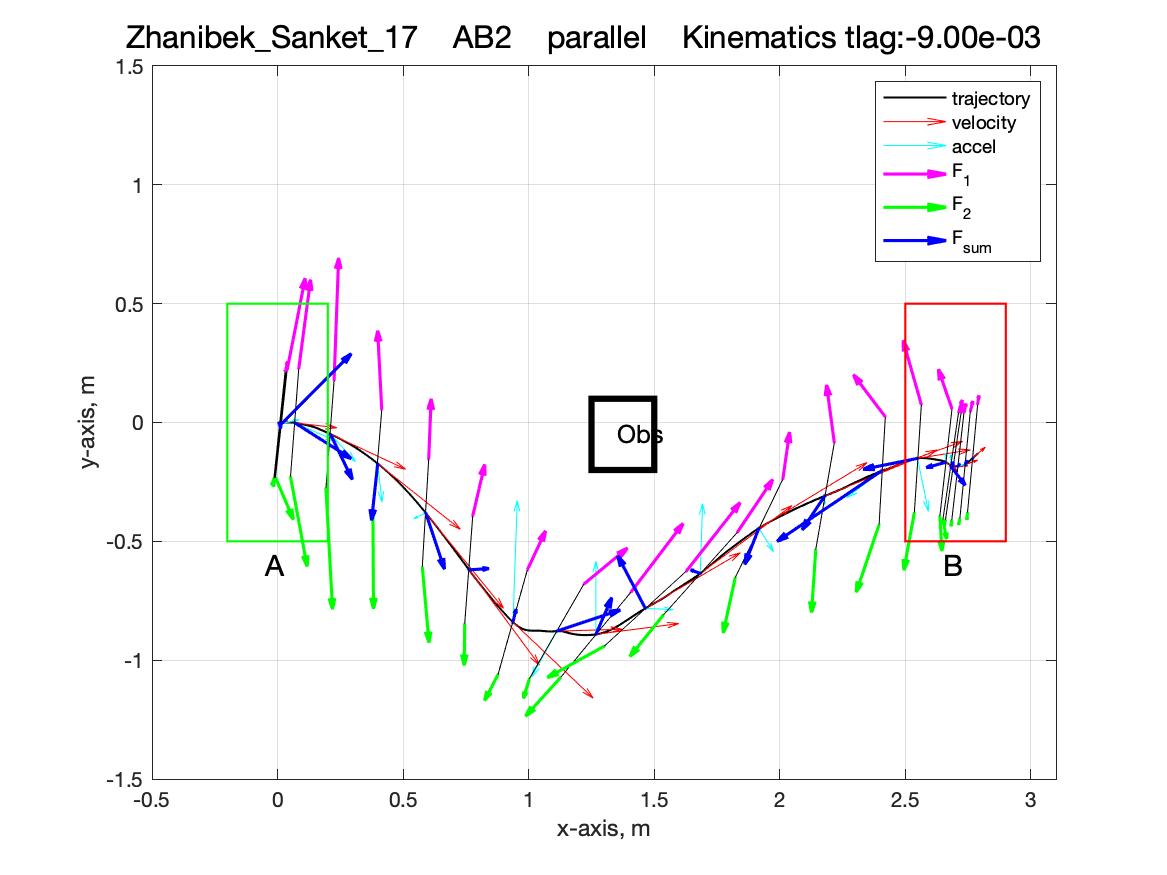 Zhanibek_Sanket_17 AB2 parallel Kinematics tlag:-9.00e-03
1.5
1
0.5
0
-0.5
-1
-1.5
y-axis, m
trajectory
velocity
accel
F1
F2
Fsum
Obs
A
B
-0.5 0 0.5 1 1.5 2 2.5 3
x-axis, m